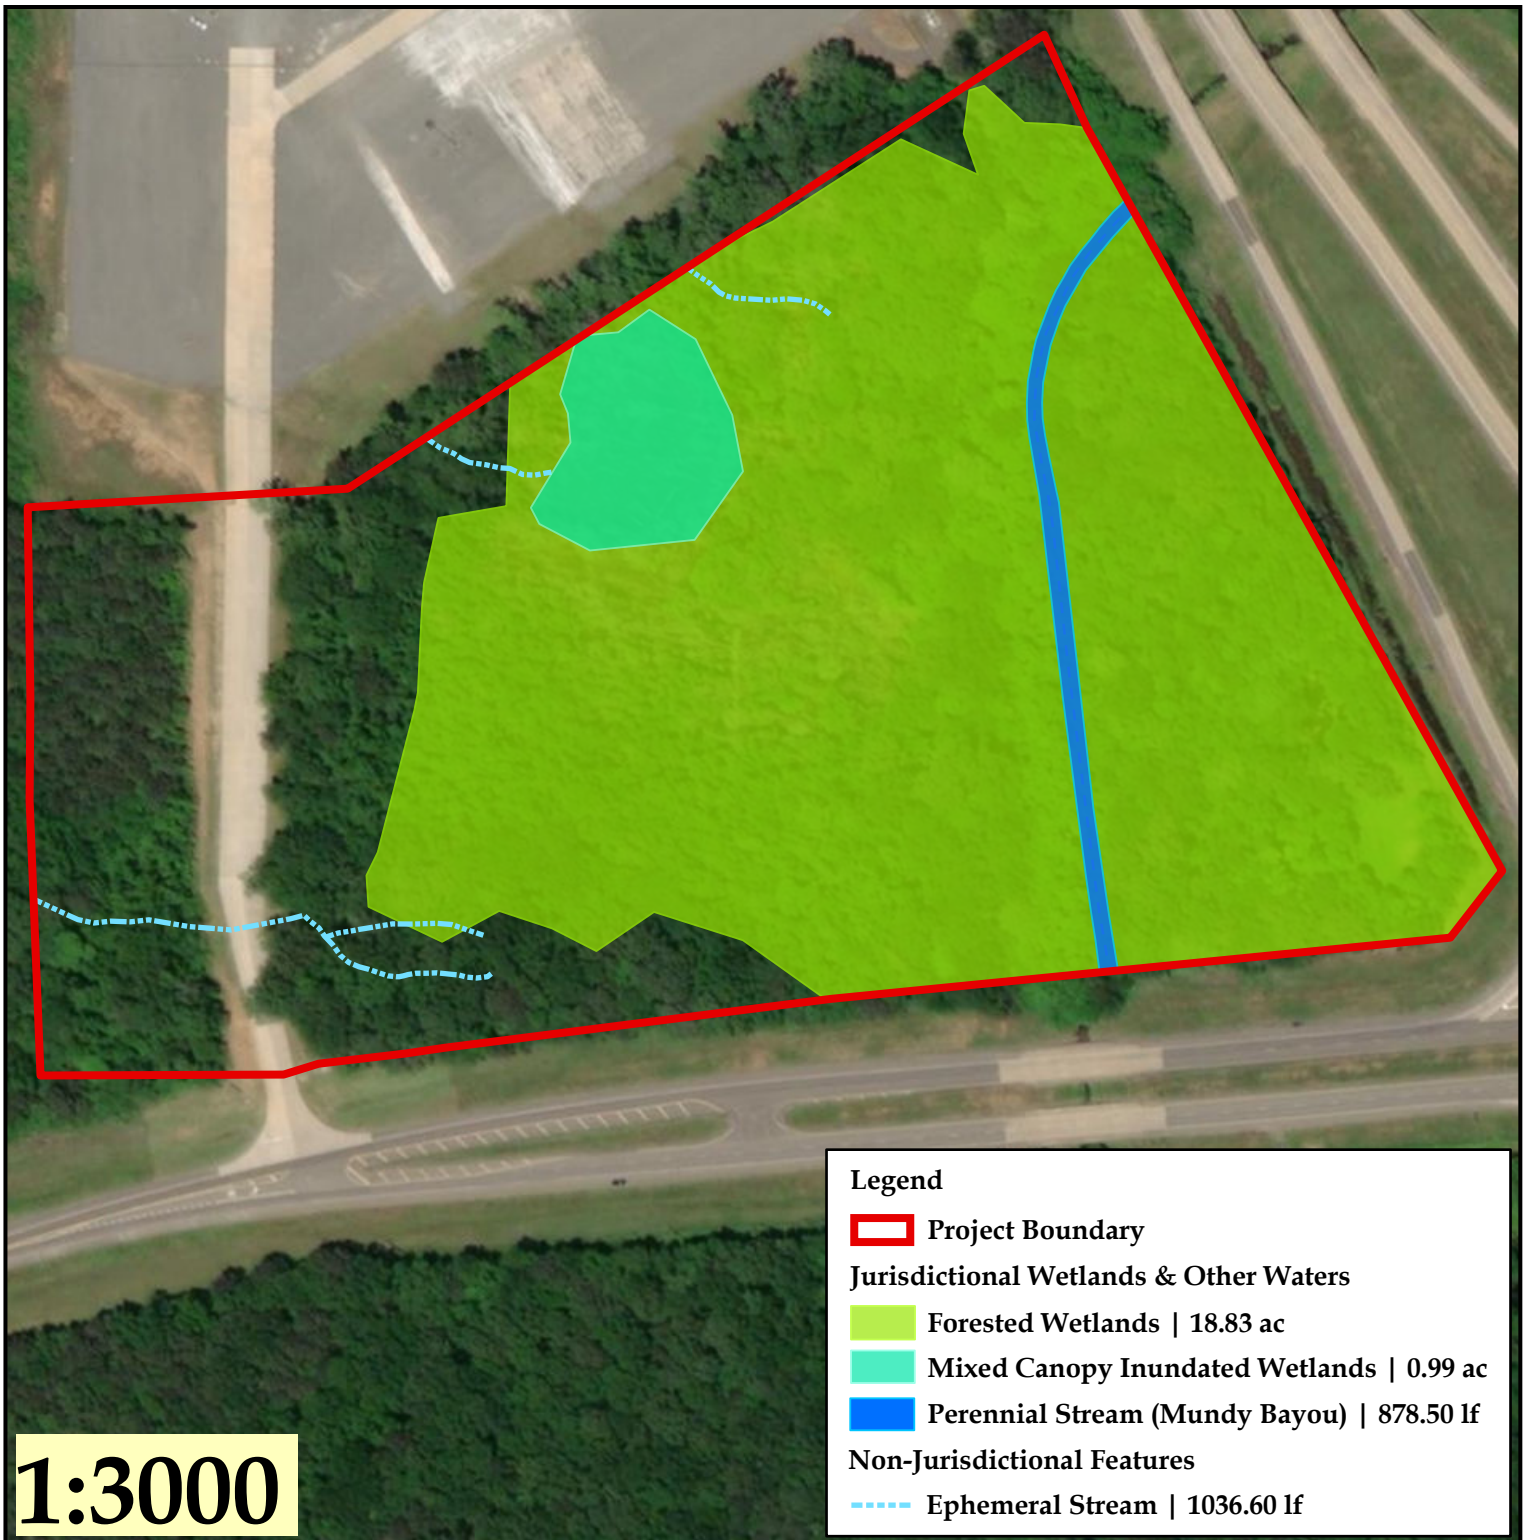 Legend
Project Boundary
Jurisdictional Wetlands & Other Waters
Forested Wetlands | 18.83 ac
Mixed Canopy Inundated Wetlands | 0.99 ac
Perennial Stream (Mundy Bayou) | 878.50 lf
Non-Jurisdictional Features
Ephemeral Stream | 1036.60 lf
1:3000